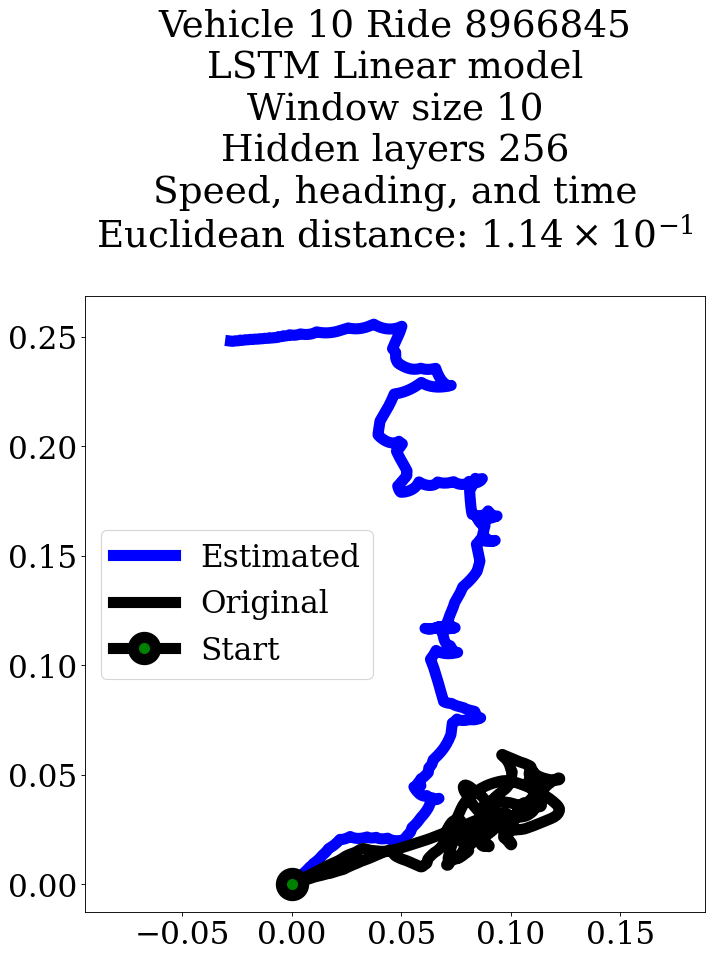 Vehicle 10 Ride 8966845
LSTM Linear model
Window size 10
Hidden layers 256
Speed, heading, and time
Euclidean distance: 1.14 × 10⁻¹
0.25
0.20
0.15
0.10
0.05
0.00
Estimated
Original
Start
−0.05 0.00 0.05 0.10 0.15